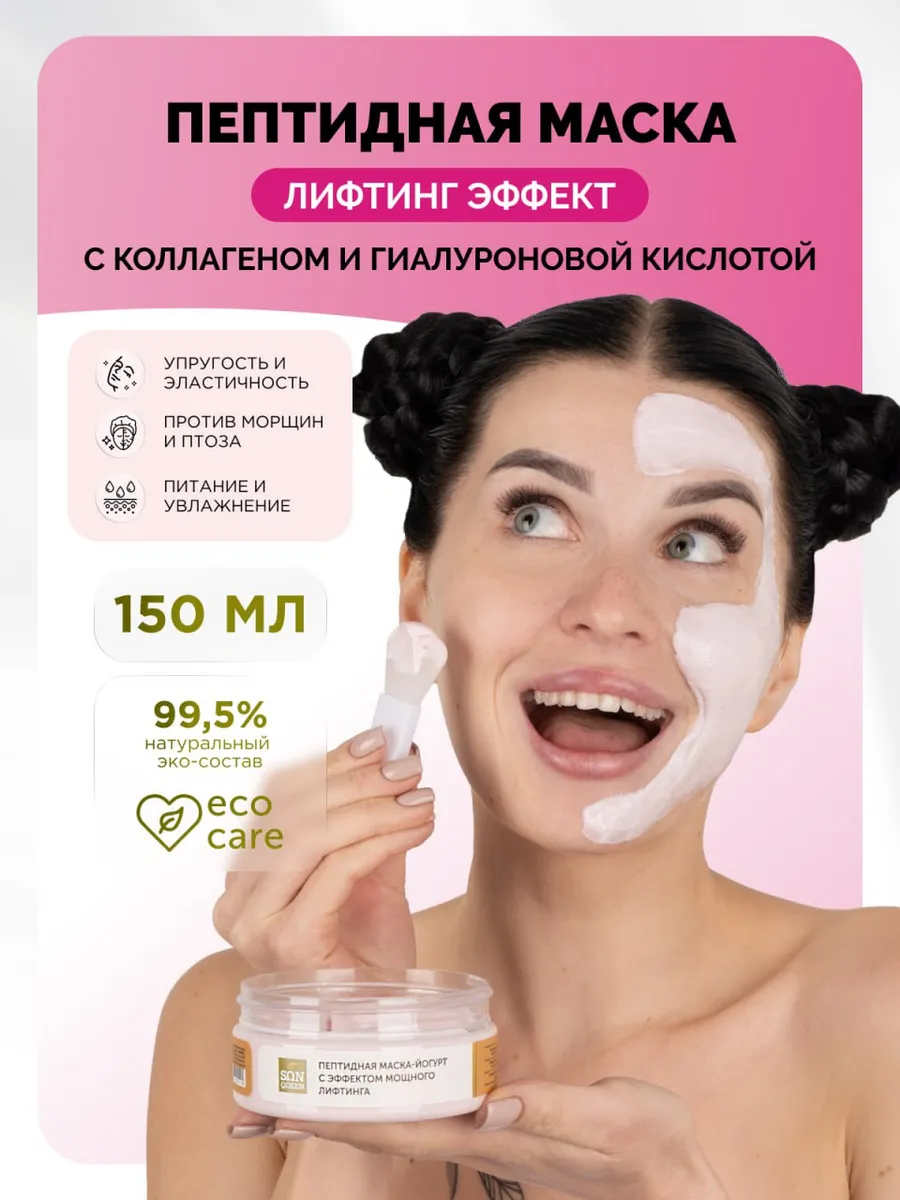 ПЕПТИДНАЯ МАСКА
ЛИФТИНГ ЭФФЕКТ
С КОЛЛАГЕНОМ И ГИАЛУРОНОВОЙ КИСЛОТОЙ
УПРУГОСТЬ И
ЭЛАСТИЧНОСТЬ
ПРОТИВ МОРЩИН
И ПТОЗА
ПИТАНИЕ И
УВЛАЖНЕНИЕ
150 МЛ
99,5%
натуральный
эко-состав
eco
care
SΩN
QUEEN
ПЕПТИДНАЯ МАСКА-ЙОГУРТ
С ЭФФЕКТОМ МОЩНОГО
ЛИФТИНГА